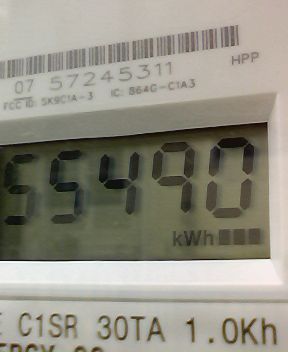 HPP
07 57245311
FCC ID: SK9C1A-3 IC: 864G-C1A3
55490
kWh
C1SR 30TA 1.0Kh